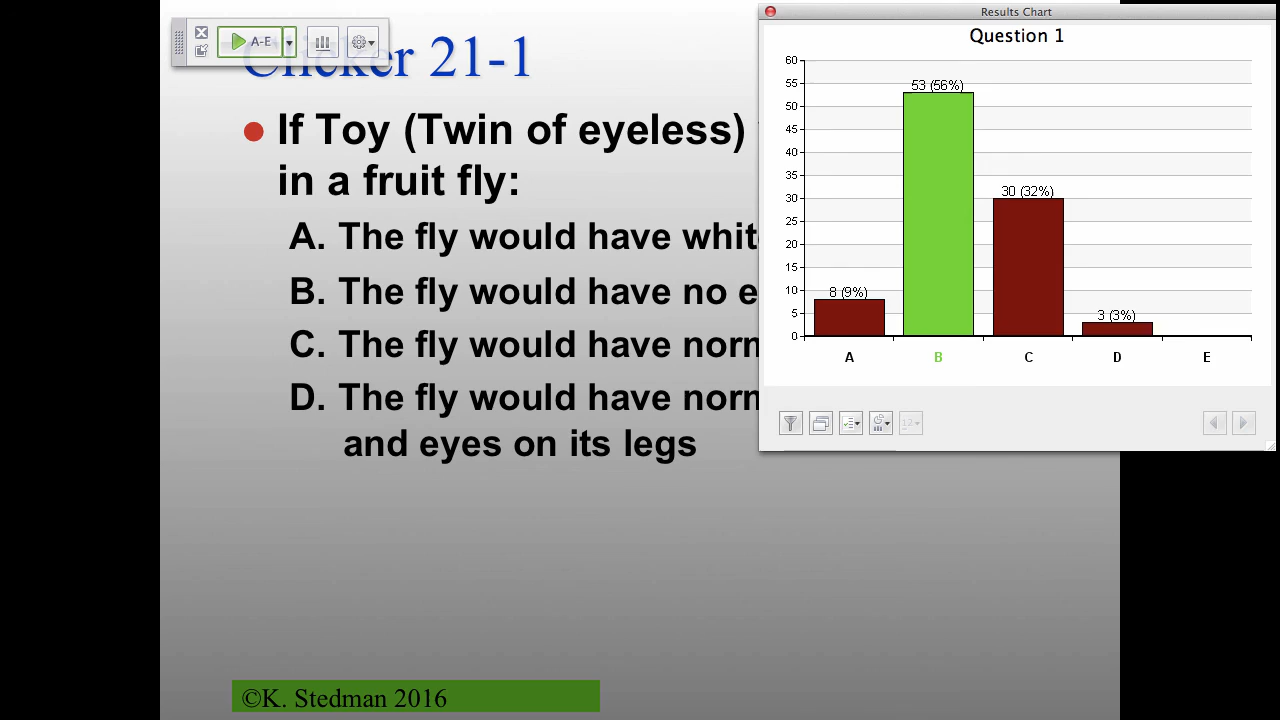 A-E
Clicker 21-1
If Toy (Twin of eyeless)
in a fruit fly:
A. The fly would have
B. The fly would have no
C. The fly would have
D. The fly would have
and eyes on its legs
©K. Stedman 2016
Results Chart
Question 1
60
55
50
45
40
35
30
25
20
15
10
5
0
53 (56%)
30 (32%)
8 (9%)
3 (3%)
A B C D E
12